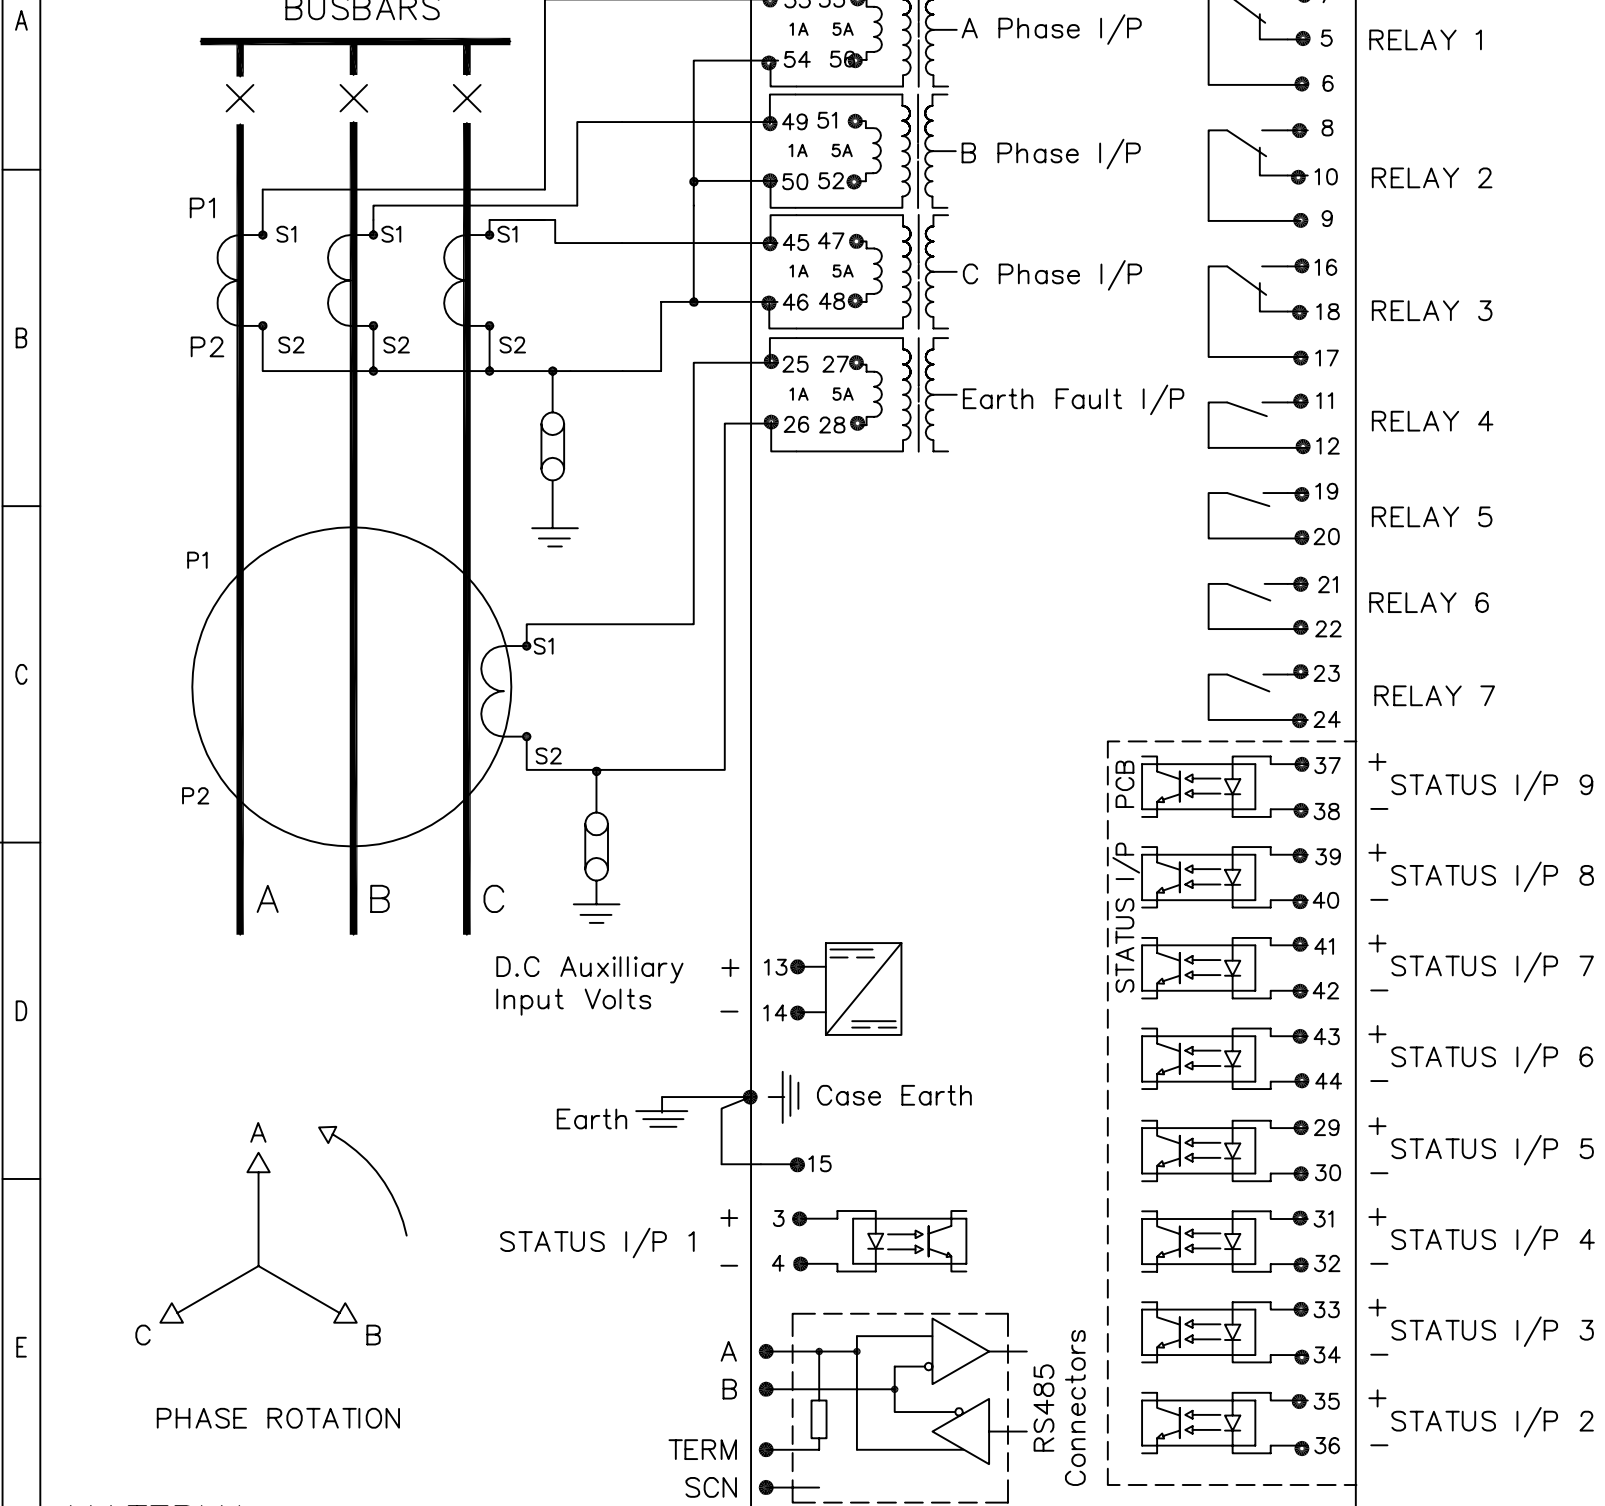 A
BUSBARS
53 55
1A 5A
54 56
A Phase I/P
5
6
RELAY 1
49 51
1A 5A
50 52
B Phase I/P
8
10
9
RELAY 2
P1
S1
S1
S1
45 47
1A 5A
46 48
C Phase I/P
16
18
17
RELAY 3
B
P2
S2
S2
S2
25 27
1A 5A
26 28
Earth Fault I/P
11
12
RELAY 4
19
20
RELAY 5
P1
21
22
RELAY 6
C
S1
S2
P2
23
24
RELAY 7
STATUS I/P PCB
37
38
+
−
STATUS I/P 9
39
40
+
−
STATUS I/P 8
A
B
C
41
42
+
−
STATUS I/P 7
D.C Auxilliary
Input Volts
+
−
13
14
D
43
44
+
−
STATUS I/P 6
Earth
Case Earth
15
29
30
+
−
STATUS I/P 5
A
C
B
PHASE ROTATION
STATUS I/P 1
+
−
3
4
31
32
+
−
STATUS I/P 4
E
33
34
+
−
STATUS I/P 3
A
B
TERM
SCN
RS485
Connectors
35
36
+
−
STATUS I/P 2